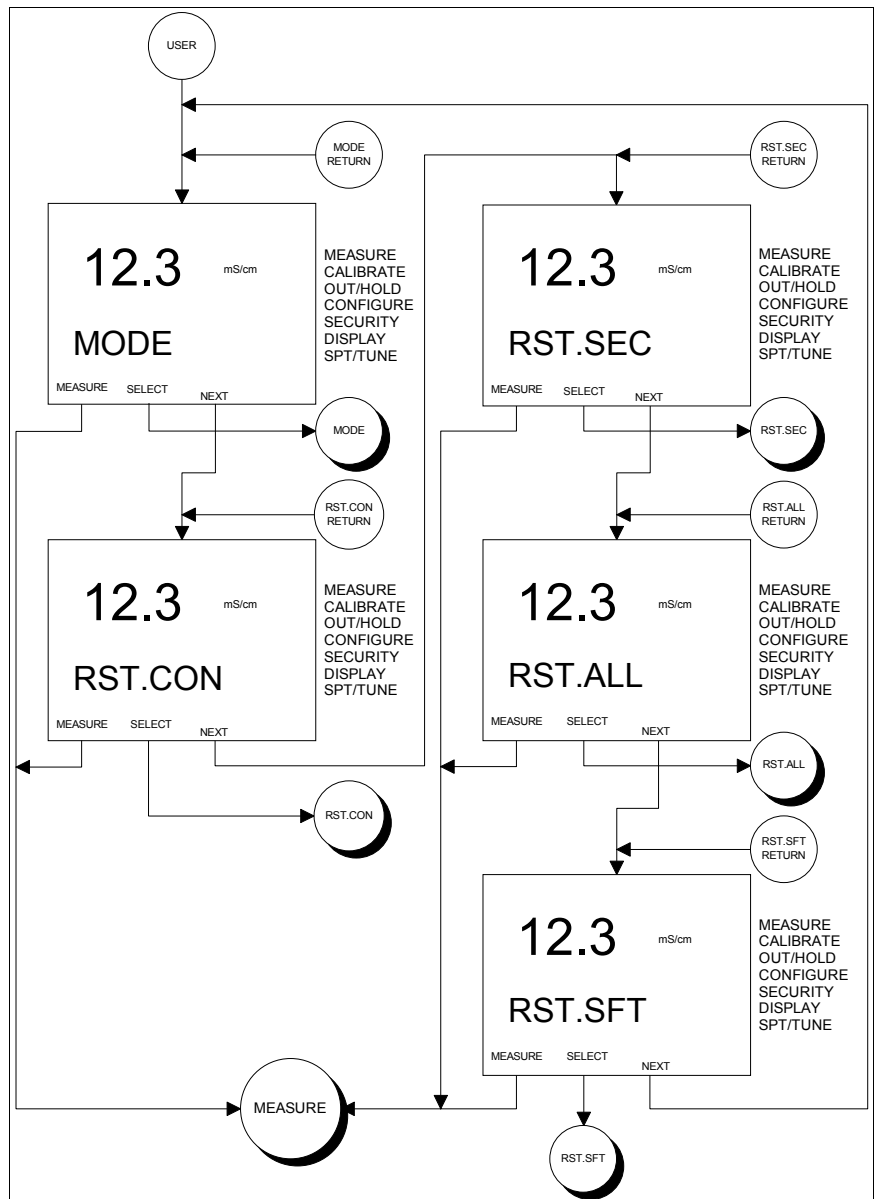 USER
MODE
RETURN
12.3 mS/cm
MODE
MEASURE SELECT NEXT
MEASURE
CALIBRATE
OUT/HOLD
CONFIGURE
SECURITY
DISPLAY
SPT/TUNE
MODE
RST.CON
RETURN
12.3 mS/cm
RST.CON
MEASURE SELECT NEXT
MEASURE
CALIBRATE
OUT/HOLD
CONFIGURE
SECURITY
DISPLAY
SPT/TUNE
RST.CON
RST.SEC
RETURN
12.3 mS/cm
RST.SEC
MEASURE SELECT NEXT
MEASURE
CALIBRATE
OUT/HOLD
CONFIGURE
SECURITY
DISPLAY
SPT/TUNE
RST.SEC
RST.ALL
RETURN
12.3 mS/cm
RST.ALL
MEASURE SELECT NEXT
MEASURE
CALIBRATE
OUT/HOLD
CONFIGURE
SECURITY
DISPLAY
SPT/TUNE
RST.ALL
RST.SFT
RETURN
12.3 mS/cm
RST.SFT
MEASURE SELECT NEXT
MEASURE
CALIBRATE
OUT/HOLD
CONFIGURE
SECURITY
DISPLAY
SPT/TUNE
MEASURE
RST.SFT